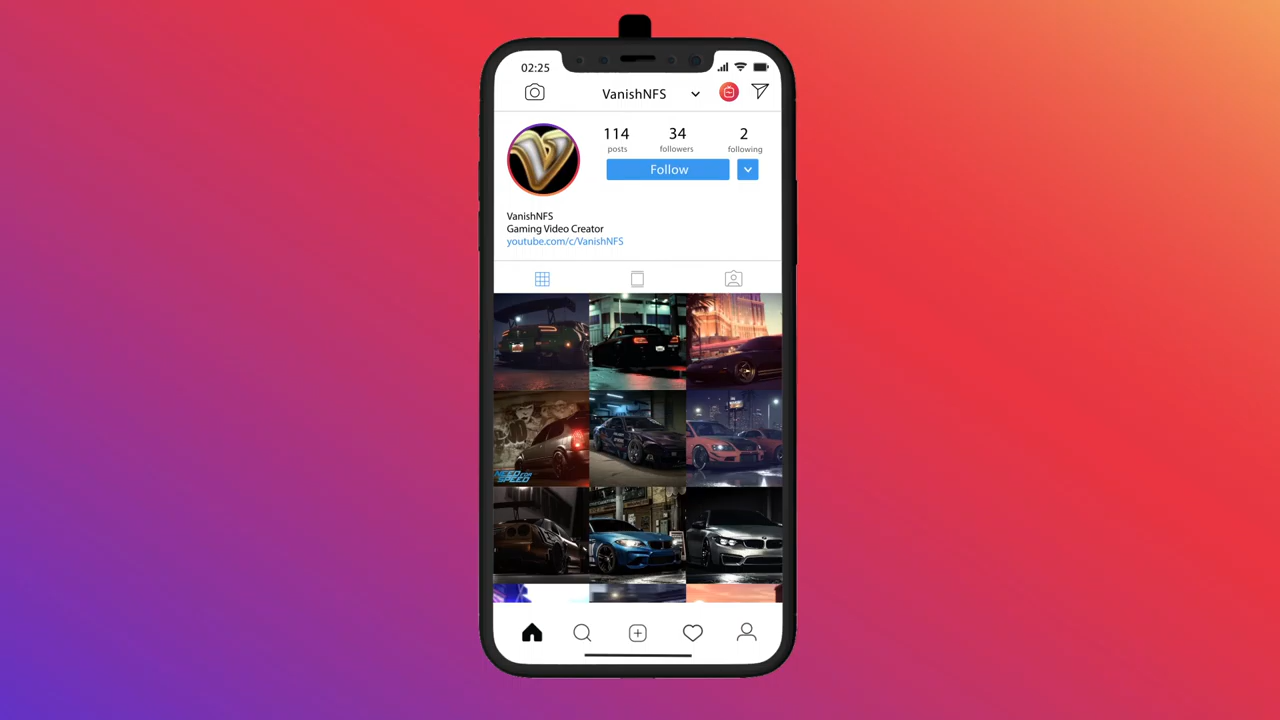 02:25
VanishNFS
114 34 2
posts followers following
Follow
VanishNFS
Gaming Video Creator
youtube.com/c/VanishNFS
NEED FOR
SPEED